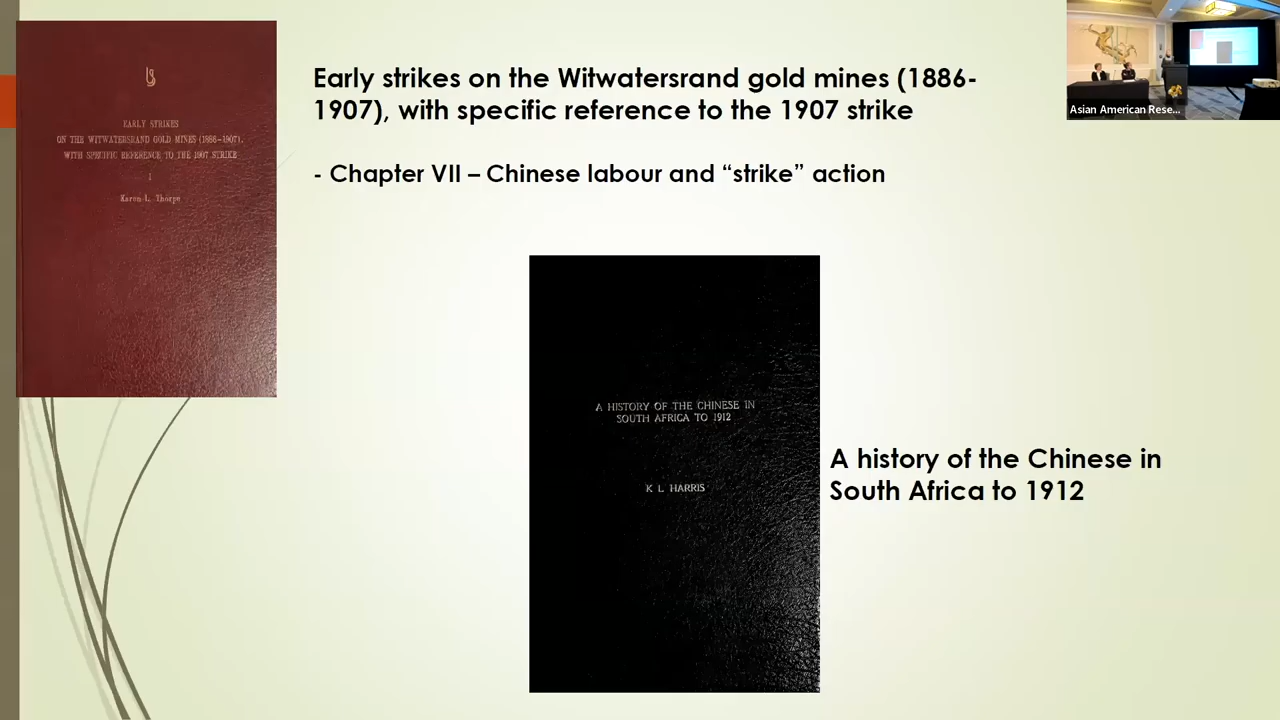 EARLY STRIKES
ON THE WITWATERSRAND GOLD MINES (1886-1907),
WITH SPECIFIC REFERENCE TO THE 1907 STRIKE
I
Karen L. Thorpe
Early strikes on the Witwatersrand gold mines (1886-
1907), with specific reference to the 1907 strike
- Chapter VII – Chinese labour and “strike” action
Asian American Rese...
A HISTORY OF THE CHINESE IN
SOUTH AFRICA TO 1912
K L HARRIS
A history of the Chinese in
South Africa to 1912